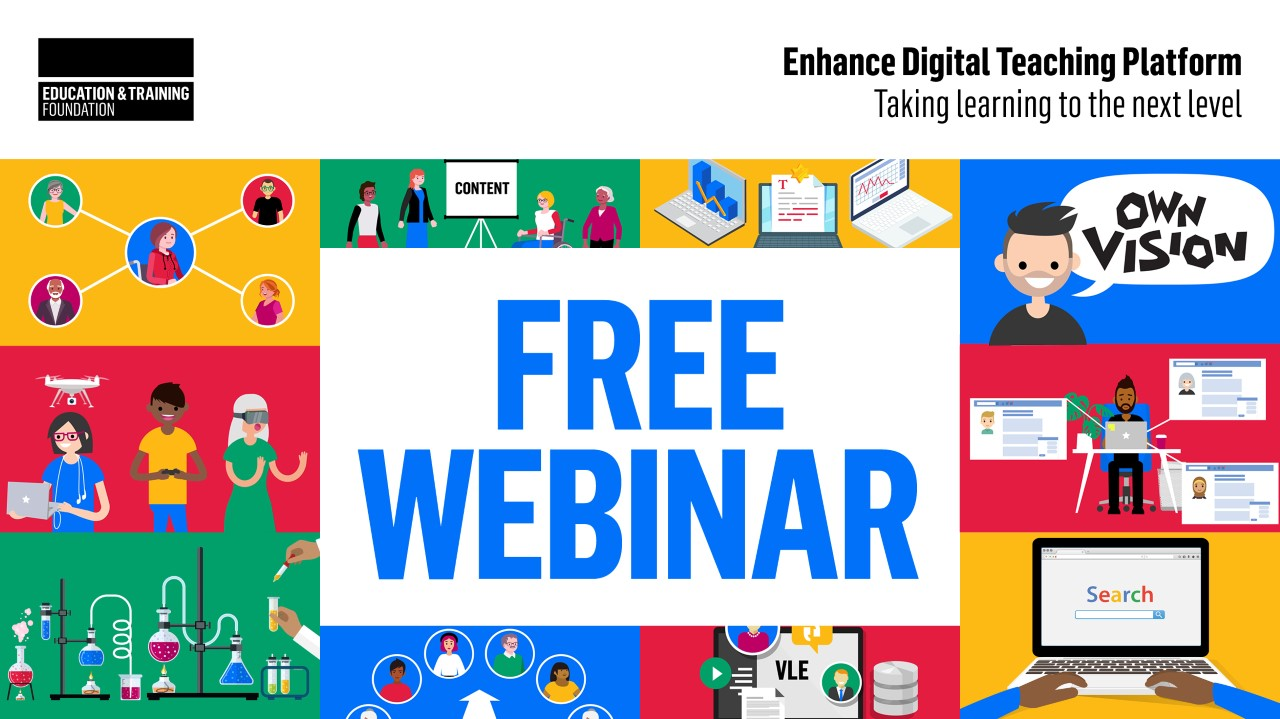 EDUCATION & TRAINING
FOUNDATION
Enhance Digital Teaching Platform
Taking learning to the next level
CONTENT
T
OWN
VISION
FREE
WEBINAR
Search
VLE